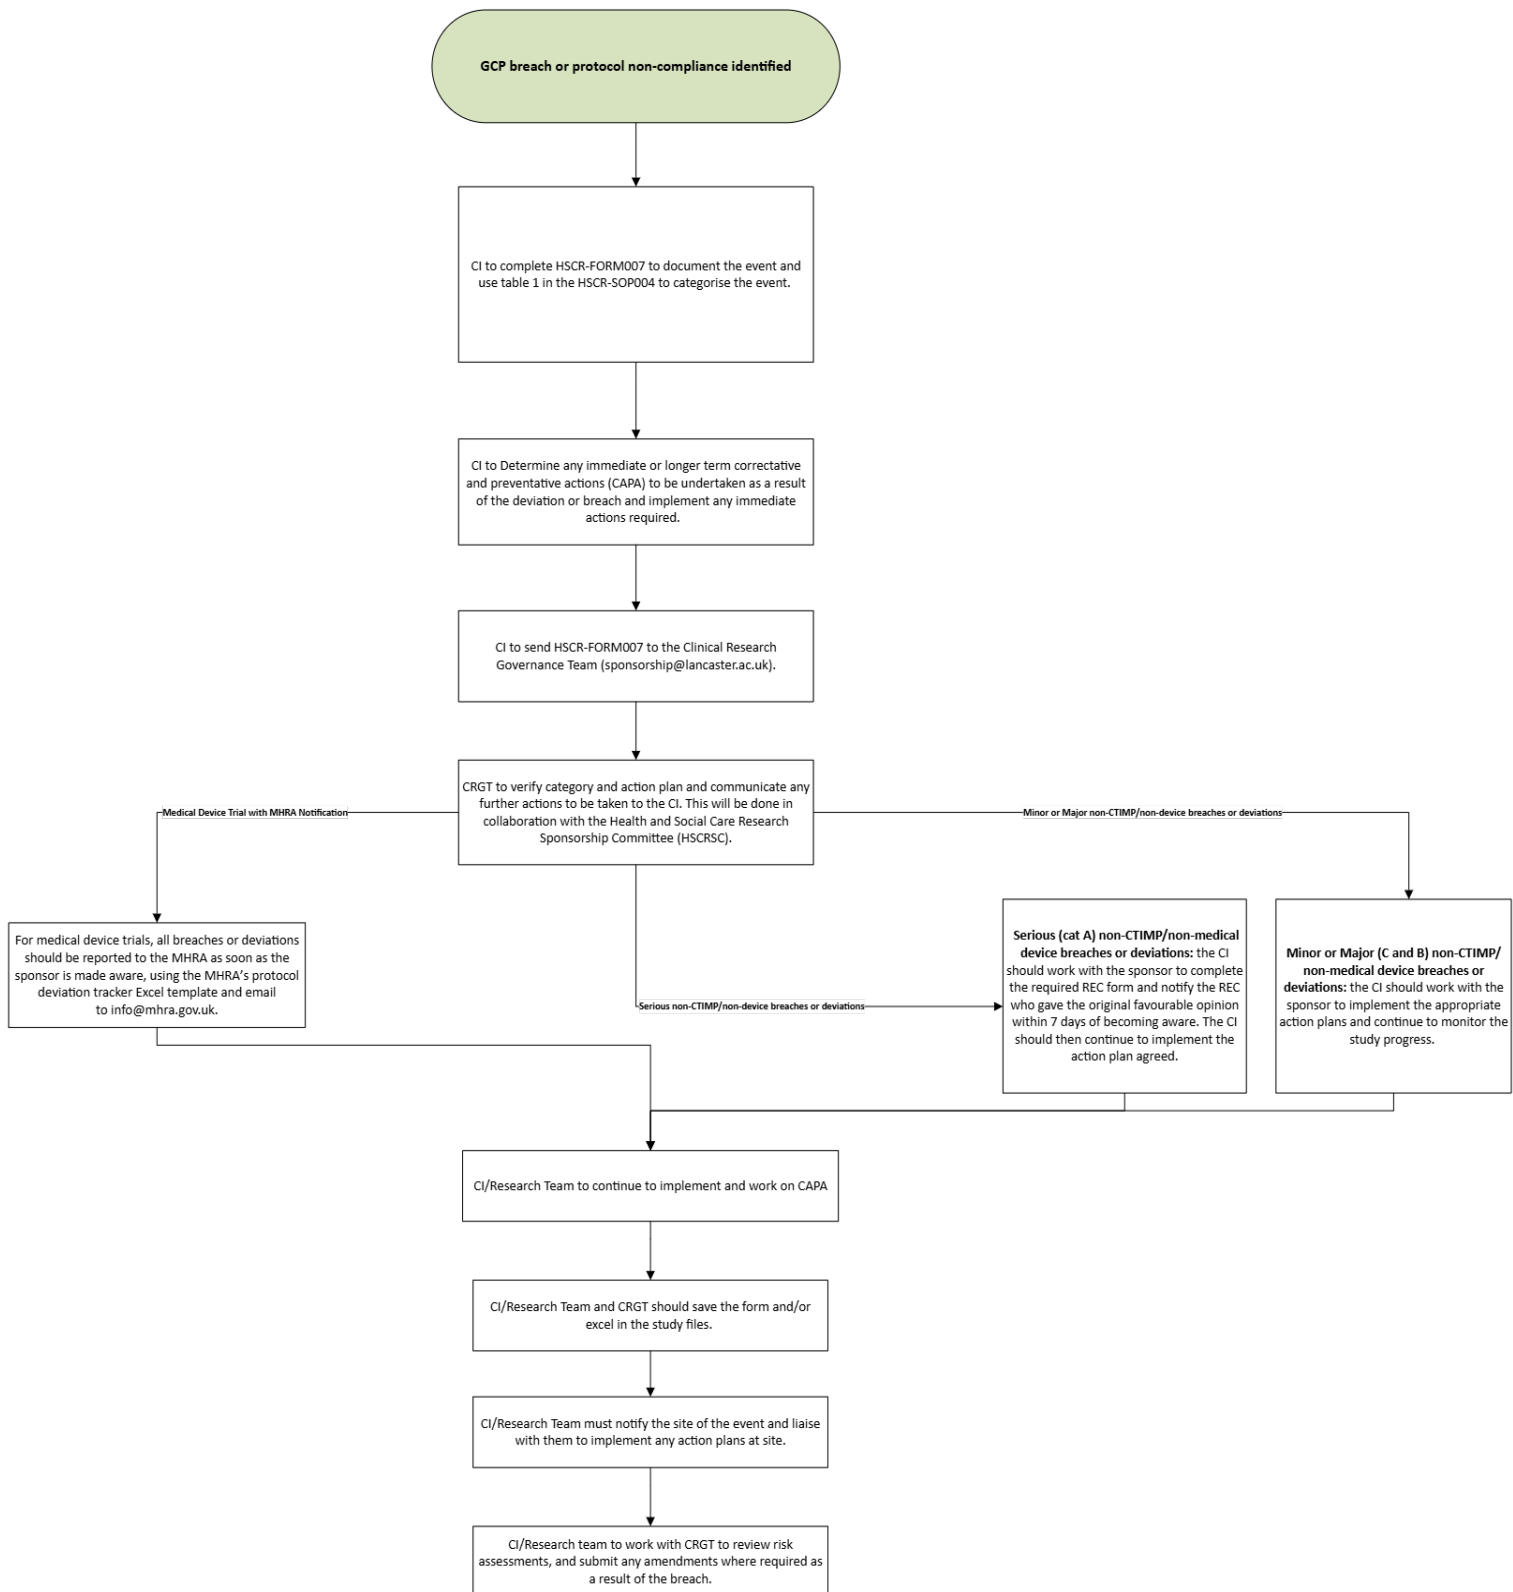 GCP breach or protocol non-compliance identified
CI to complete HSCR-FORM007 to document the event and
use table 1 in the HSCR-SOP004 to categorise the event.
CI to Determine any immediate or longer term correctative
and preventative actions (CAPA) to be undertaken as a result
of the deviation or breach and implement any immediate
actions required.
CI to send HSCR-FORM007 to the Clinical Research
Governance Team (sponsorship@lancaster.ac.uk).
CRGT to verify category and action plan and communicate any
further actions to be taken to the CI. This will be done in
collaboration with the Health and Social Care Research
Sponsorship Committee (HSCRSC).
Medical Device Trial with MHRA Notification
Minor or Major non-CTIMP/non-device breaches or deviations
For medical device trials, all breaches or deviations
should be reported to the MHRA as soon as the
sponsor is made aware, using the MHRA’s protocol
deviation tracker Excel template and email
to info@mhra.gov.uk.
Serious non-CTIMP/non-device breaches or deviations
Serious (cat A) non-CTIMP/non-medical
device breaches or deviations: the CI
should work with the sponsor to complete
the required REC form and notify the REC
who gave the original favourable opinion
within 7 days of becoming aware. The CI
should then continue to implement the
action plan agreed.
Minor or Major (C and B) non-CTIMP/
non-medical device breaches or
deviations: the CI should work with the
sponsor to implement the appropriate
action plans and continue to monitor the
study progress.
CI/Research Team to continue to implement and work on CAPA
CI/Research Team and CRGT should save the form and/or
excel in the study files.
CI/Research Team must notify the site of the event and liaise
with them to implement any action plans at site.
CI/Research team to work with CRGT to review risk
assessments, and submit any amendments where required as
a result of the breach.